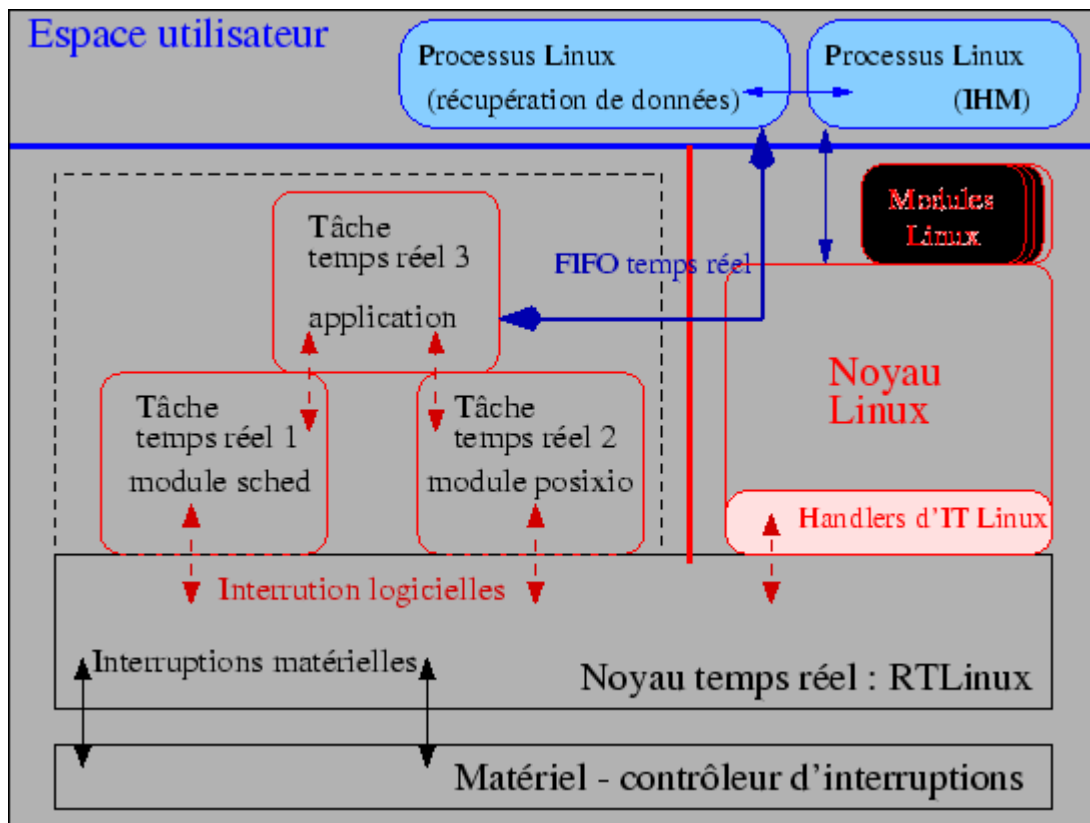 Espace utilisateur
Processus Linux
(récupération de données)
Processus Linux
(IHM)
Modules
Linux
Tâche
temps réel 3
application
FIFO temps réel
Noyau
Linux
Tâche
temps réel 1
module sched
Tâche
temps réel 2
module posixio
Handlers d'IT Linux
Interrution logicielles
Interruptions matérielles
Noyau temps réel : RTLinux
Matériel - contrôleur d'interruptions